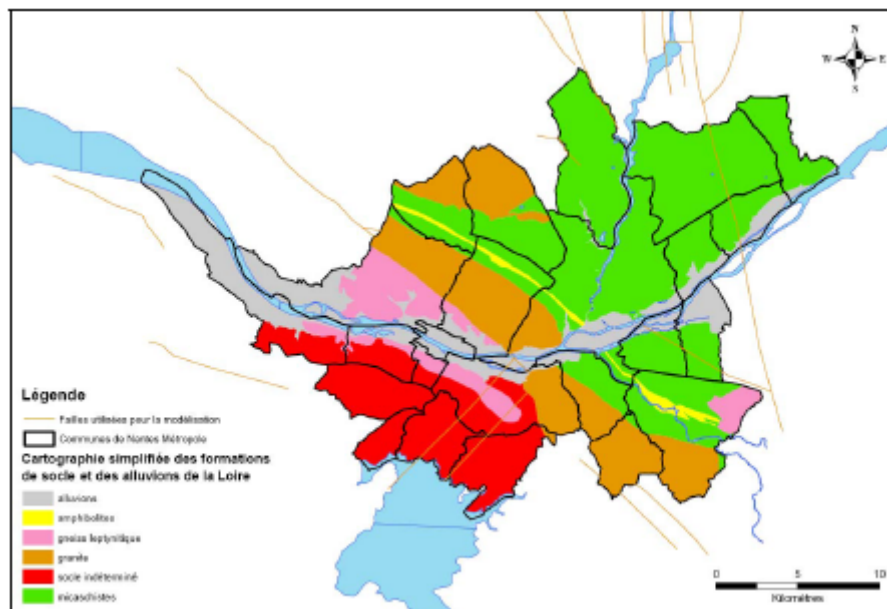 N
W E
S
Légende
Failles utilisées pour la modélisation
Communes de Nantes Métropole
Cartographie simplifiée des formations
de socle et des alluvions de la Loire
alluvions
amphibolites
gneiss leptynitique
granite
socle indéterminé
micaschistes
0 5 10
Kilomètres